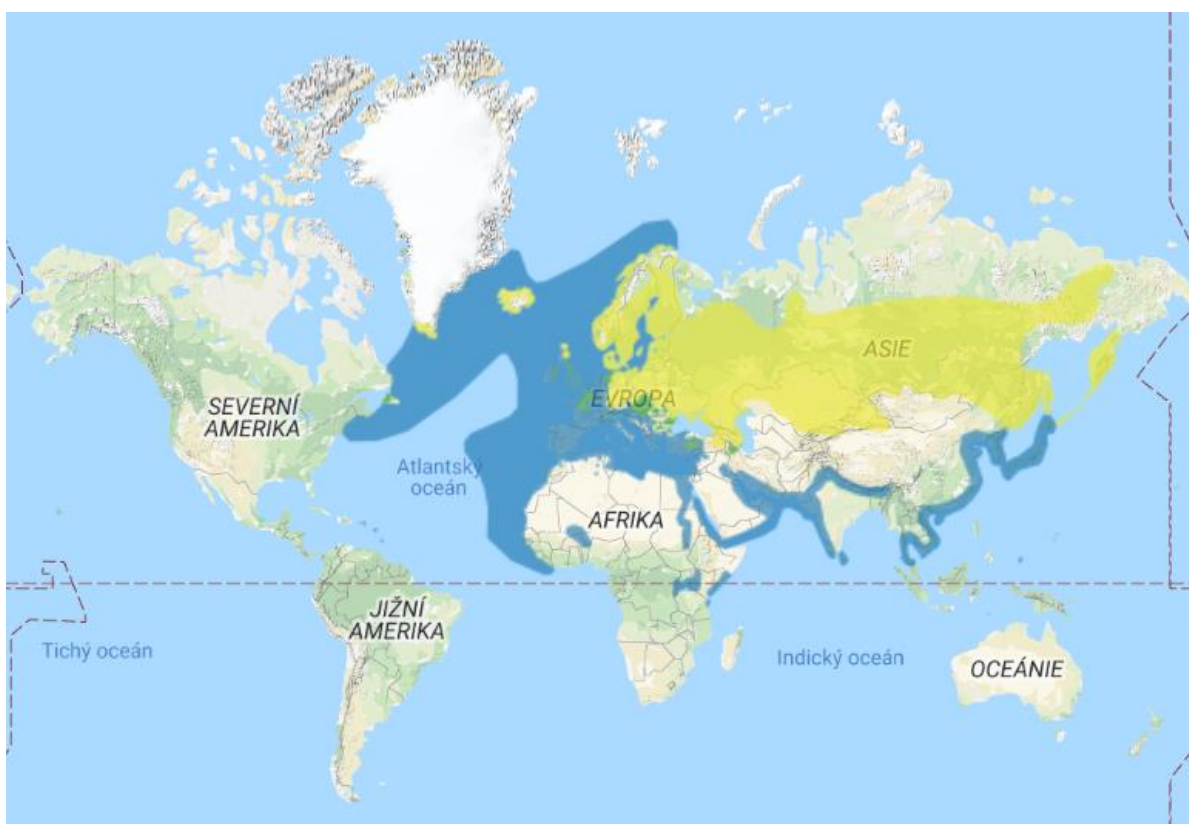 ASIE
EVROPA
SEVERNÍ
AMERIKA
Atlantský
oceán
AFRIKA
JIŽNÍ
AMERIKA
Tichý oceán
Indický oceán
OCEÁNIE